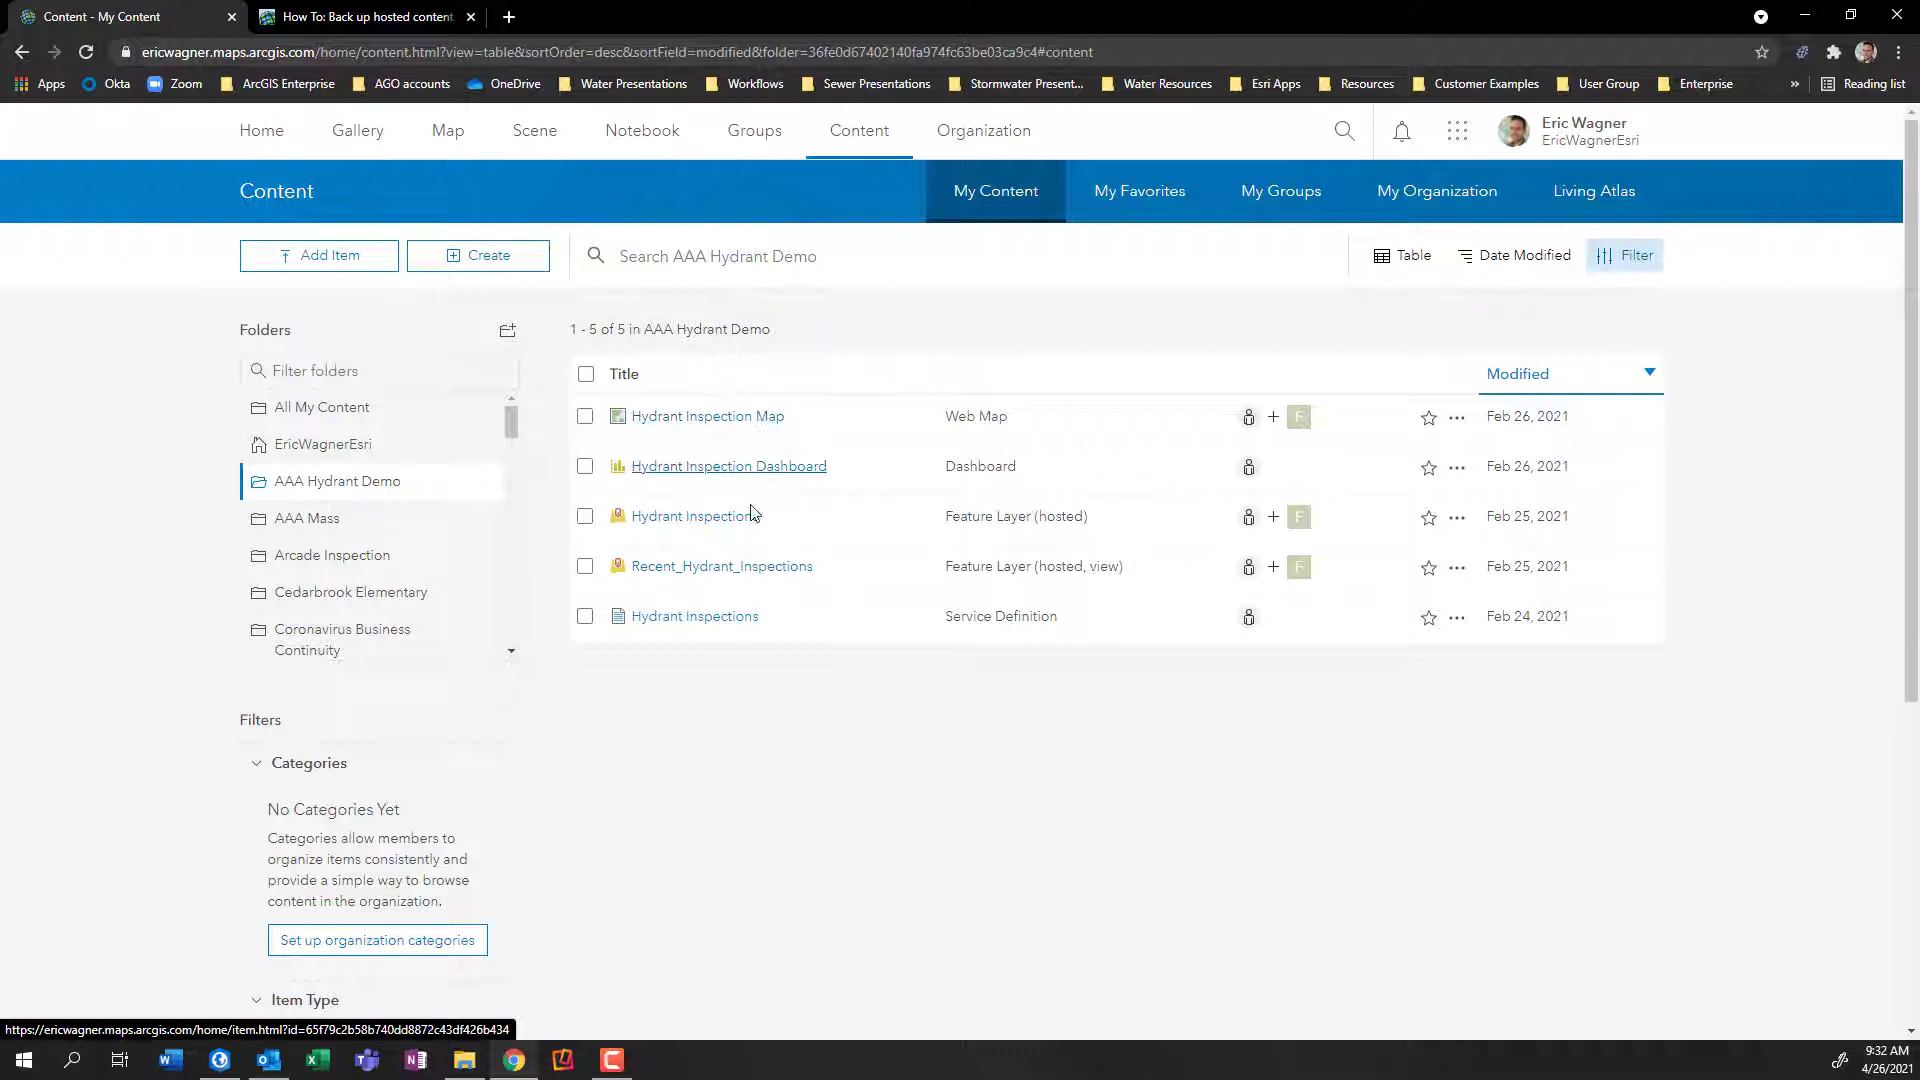 Content - My Content
How To: Back up hosted content
ericwagner.maps.arcgis.com/home/content.html?view=table&sortOrder=desc&sortField=modified&folder=36fe0d67402140fa974fc63be03ca9c4#content
Apps Okta Zoom ArcGIS Enterprise AGO accounts OneDrive Water Presentations Workflows Sewer Presentations Stormwater Present... Water Resources Esri Apps Resources Customer Examples User Group Enterprise » Reading list
Home Gallery Map Scene Notebook Groups Content Organization
Eric Wagner
EricWagnerEsri
Content My Content My Favorites My Groups My Organization Living Atlas
Add Item Create Search AAA Hydrant Demo Table Date Modified Filter
Folders 1 - 5 of 5 in AAA Hydrant Demo
Filter folders
Title Modified
All My Content
Hydrant Inspection Map Web Map F Feb 26, 2021
EricWagnerEsri
Hydrant Inspection Dashboard Dashboard Feb 26, 2021
AAA Hydrant Demo
Hydrant Inspection Feature Layer (hosted) F Feb 25, 2021
AAA Mass
Arcade Inspection
Recent_Hydrant_Inspections Feature Layer (hosted, view) F Feb 25, 2021
Cedarbrook Elementary
Hydrant Inspections Service Definition Feb 24, 2021
Coronavirus Business
Continuity
Filters
Categories
No Categories Yet
Categories allow members to
organize items consistently and
provide a simple way to browse
content in the organization.
Set up organization categories
Item Type
https://ericwagner.maps.arcgis.com/home/item.html?id=65f79c2b58b740dd8872c43df426b434
9:32 AM
4/26/2021